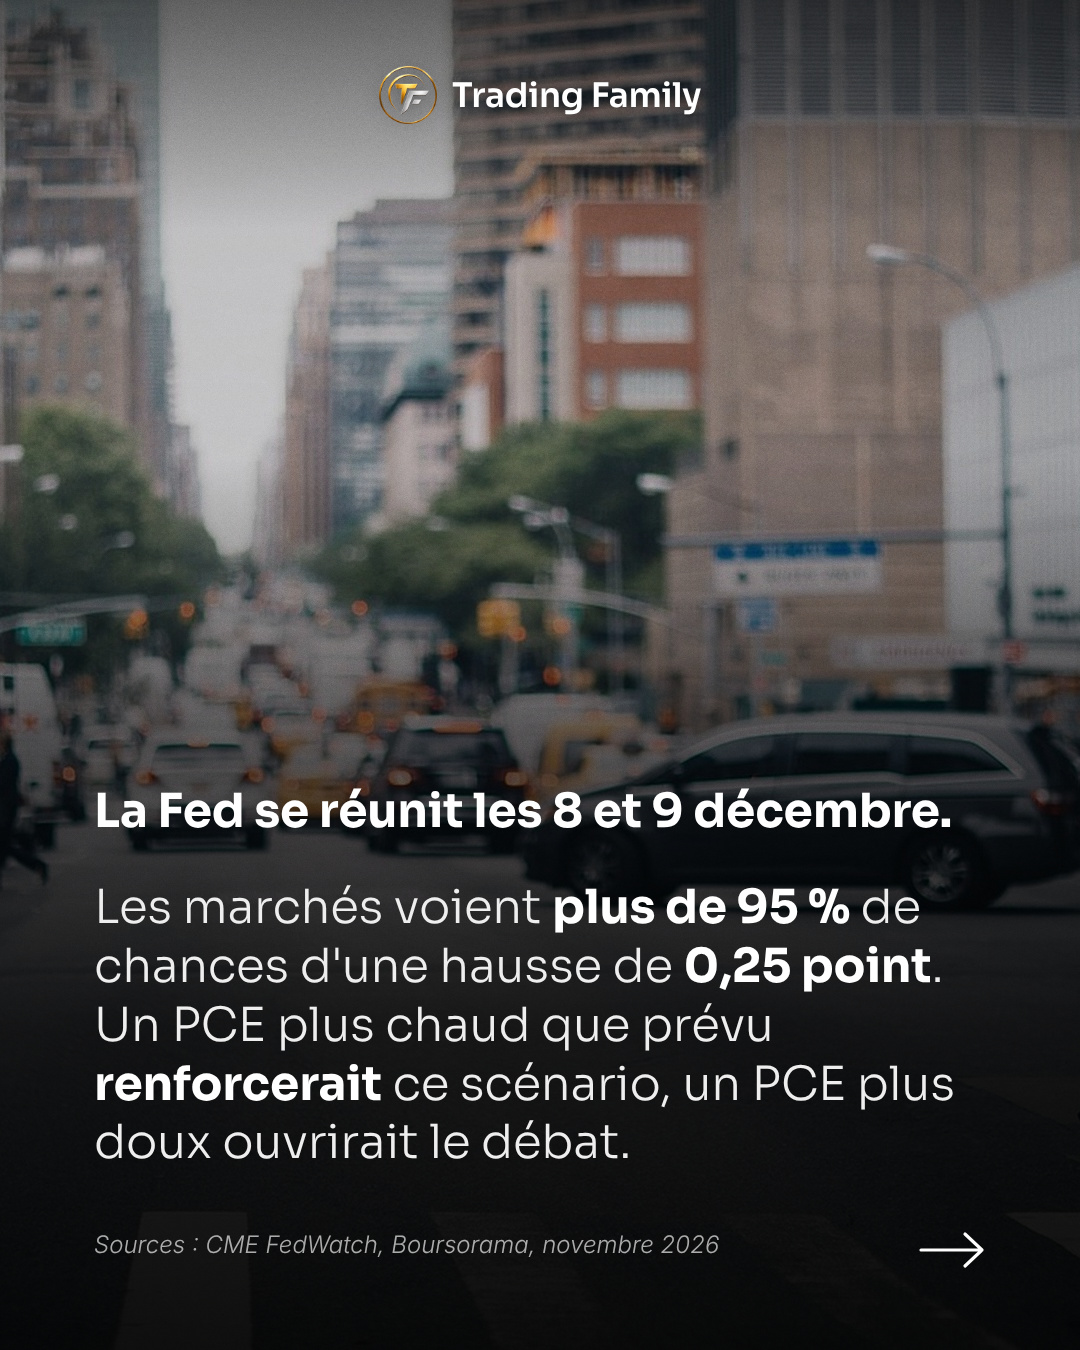 Trading Family
La Fed se réunit les 8 et 9 décembre.
Les marchés voient plus de 95 % de
chances d'une hausse de 0,25 point.
Un PCE plus chaud que prévu
renforcerait ce scénario, un PCE plus
doux ouvrirait le débat.
Sources : CME FedWatch, Boursorama, novembre 2026